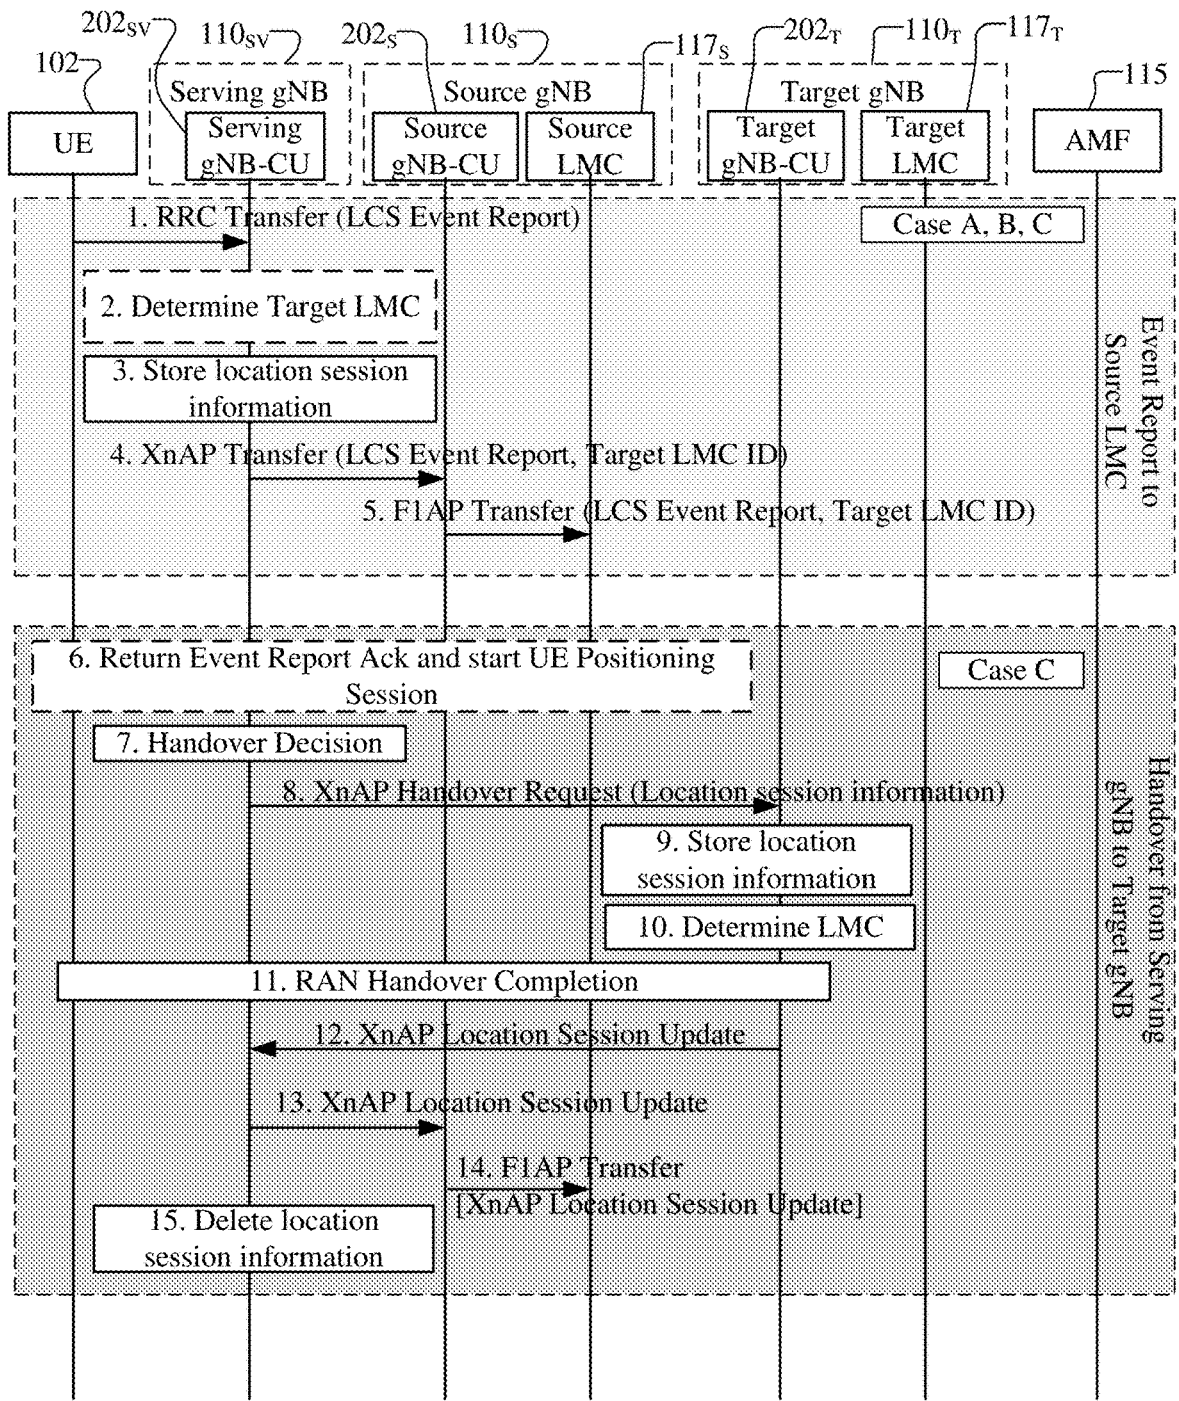 202SV
110SV
202S
110S
117S
202T
110T
117T
102
115
Serving gNB
Source gNB
Target gNB
UE
Serving
gNB-CU
Source
gNB-CU
Source
LMC
Target
gNB-CU
Target
LMC
AMF
1. RRC Transfer (LCS Event Report)
Case A, B, C
2. Determine Target LMC
3. Store location session
information
4. XnAP Transfer (LCS Event Report, Target LMC ID)
5. F1AP Transfer (LCS Event Report, Target LMC ID)
Event Report to
Source LMC
6. Return Event Report Ack and start UE Positioning
Session
Case C
7. Handover Decision
8. XnAP Handover Request (Location session information)
9. Store location
session information
10. Determine LMC
11. RAN Handover Completion
12. XnAP Location Session Update
13. XnAP Location Session Update
14. F1AP Transfer
[XnAP Location Session Update]
15. Delete location
session information
Handover from Serving
gNB to Target gNB